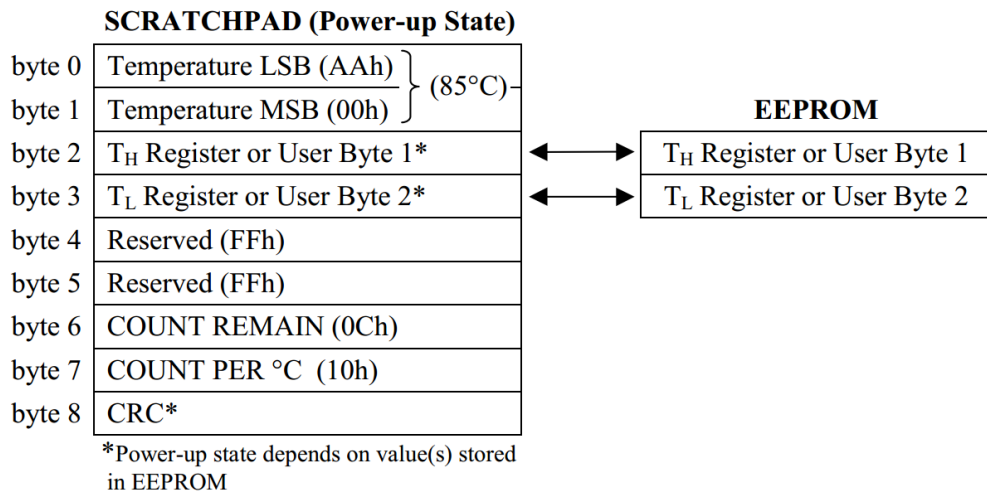 SCRATCHPAD (Power-up State)
byte 0 Temperature LSB (AAh)
(85°C)
byte 1 Temperature MSB (00h)
EEPROM
byte 2 TH Register or User Byte 1* TH Register or User Byte 1
byte 3 TL Register or User Byte 2* TL Register or User Byte 2
byte 4 Reserved (FFh)
byte 5 Reserved (FFh)
byte 6 COUNT REMAIN (0Ch)
byte 7 COUNT PER °C (10h)
byte 8 CRC*
*Power-up state depends on value(s) stored
in EEPROM